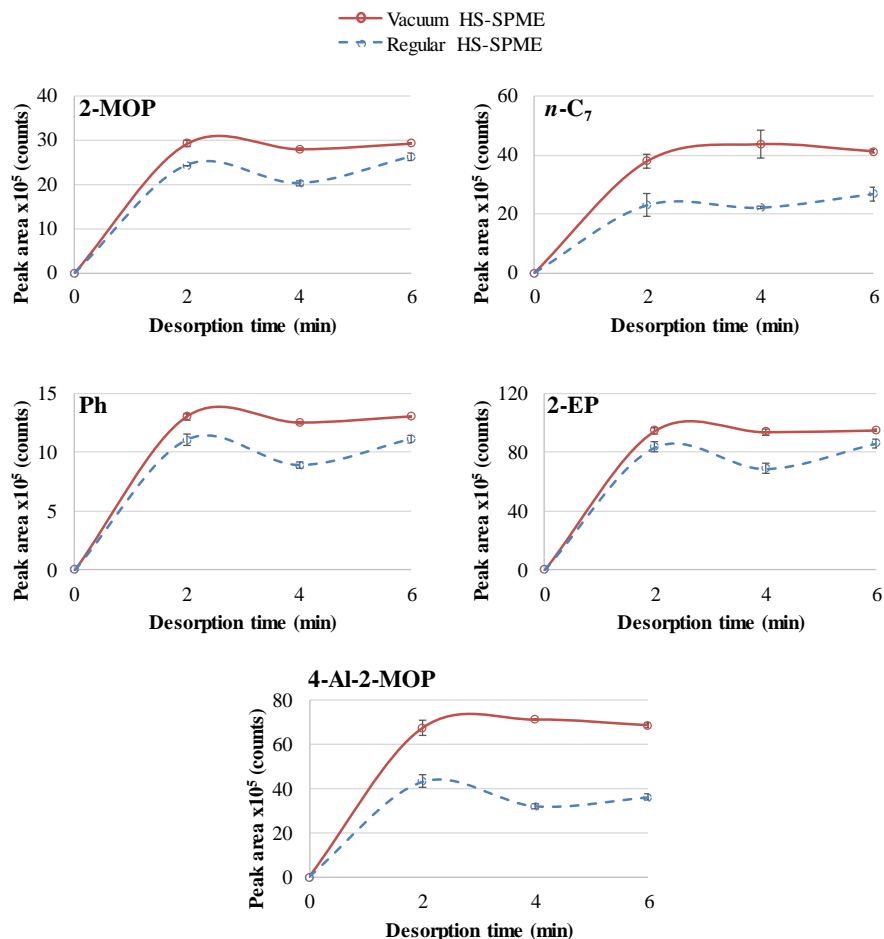 Vacuum HS-SPME
Regular HS-SPME
2-MOP
Peak area x10⁵ (counts)
40
30
20
10
0
0 2 4 6
Desorption time (min)
n-C₇
Peak area x10⁵ (counts)
60
40
20
0
0 2 4 6
Desorption time (min)
Ph
Peak area x10⁵ (counts)
15
10
5
0
0 2 4 6
Desorption time (min)
2-EP
Peak area x10⁵ (counts)
120
80
40
0
0 2 4 6
Desorption time (min)
4-Al-2-MOP
Peak area x10⁵ (counts)
80
60
40
20
0
0 2 4 6
Desorption time (min)